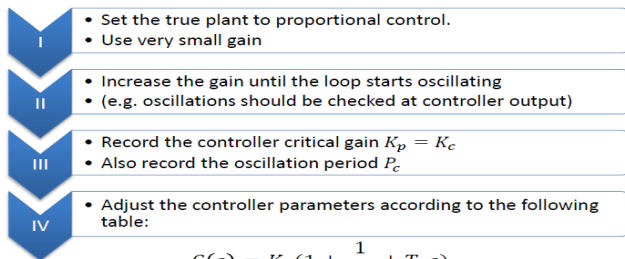 I
• Set the true plant to proportional control.
• Use very small gain
II
• Increase the gain until the loop starts oscillating
• (e.g. oscillations should be checked at controller output)
III
• Record the controller critical gain K_p = K_c
• Also record the oscillation period P_c
IV
• Adjust the controller parameters according to the following
table: